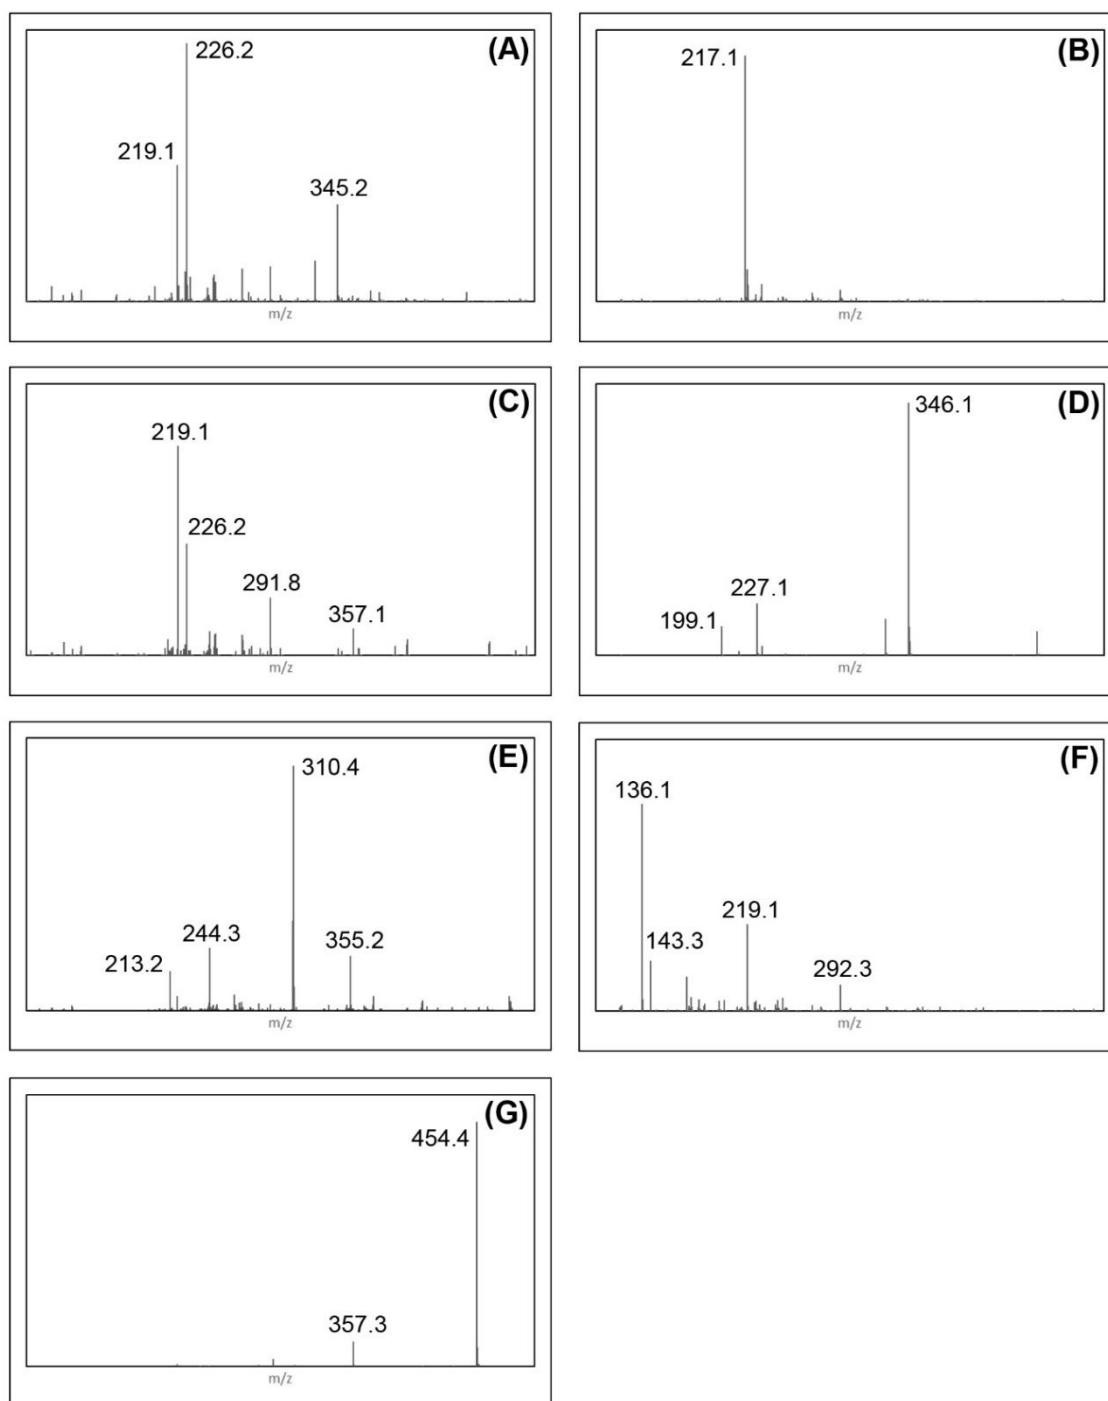 (A)
226.2
219.1
345.2
m/z
(B)
217.1
m/z
(C)
219.1
226.2
291.8
357.1
m/z
(D)
346.1
227.1
199.1
m/z
(E)
310.4
244.3
355.2
213.2
m/z
(F)
136.1
219.1
143.3
292.3
m/z
(G)
454.4
357.3
m/z